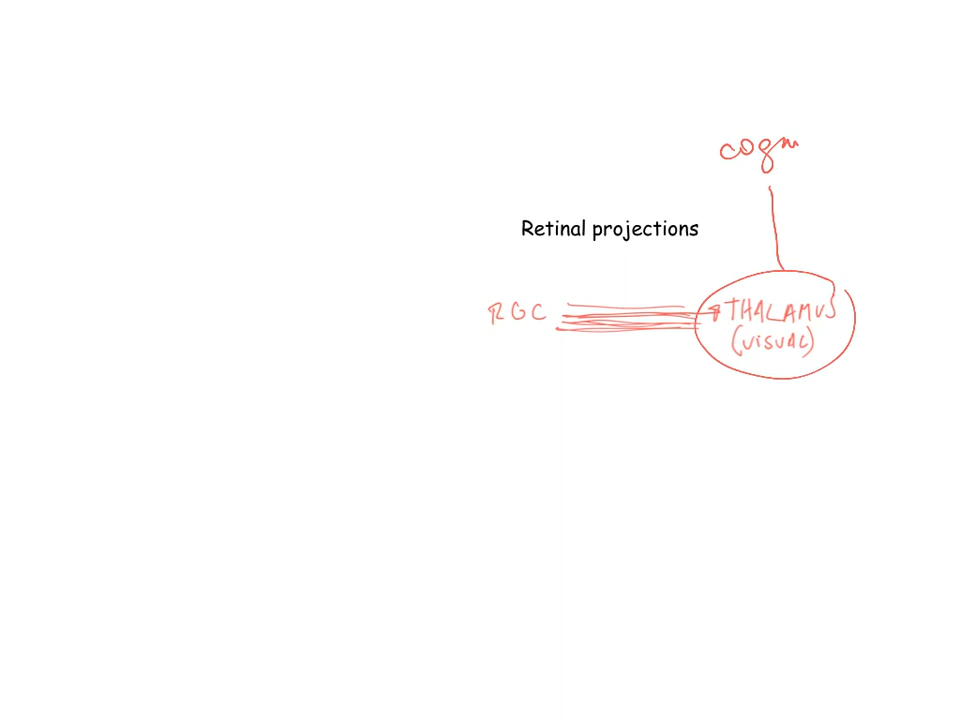 cogn
Retinal projections
RGC
THALAMUS
(VISUAL)